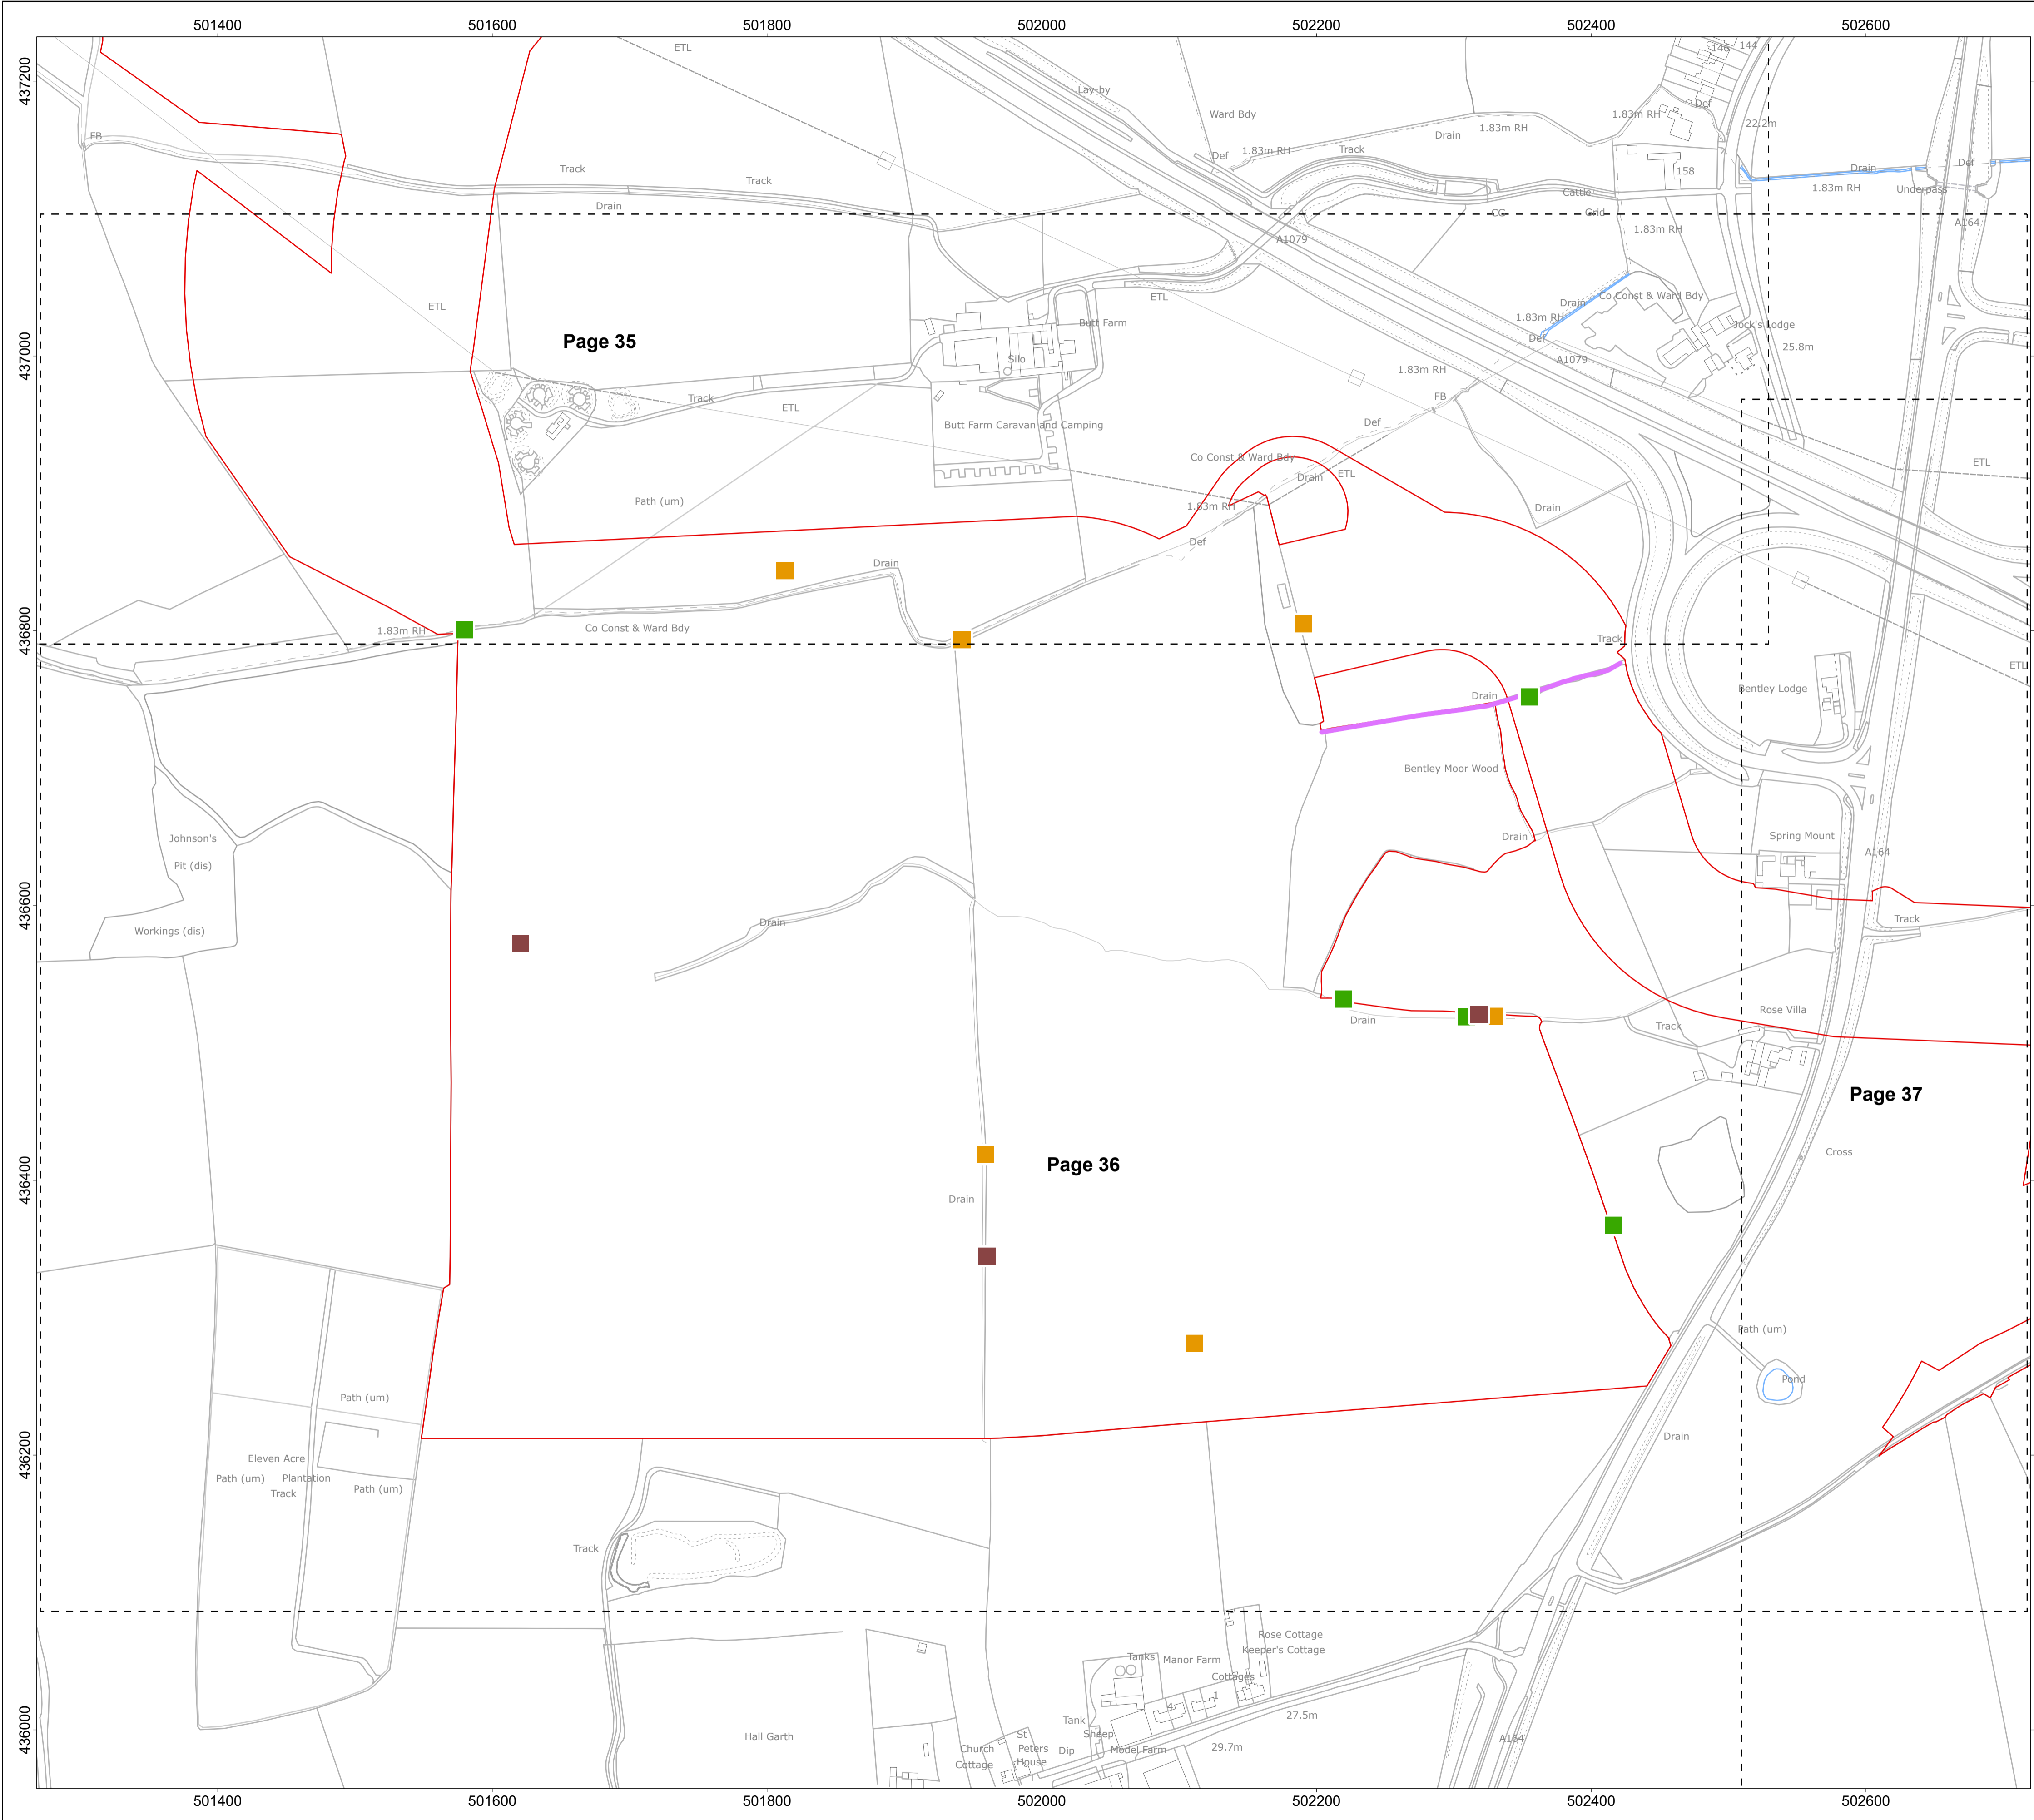 501400 501600 501800 502000 502200 502400 502600
437200
437000
436800
436600
436400
436200
436000
ETL
146 144
Lay-by
Def
Ward Bdy
1.83m RH
22.2m
FB
1.83m RH
Drain
Track
Def
1.83m RH
Def
Drain
Track
Track
158
1.83m RH
Underpass
Cattle
Grid
CG
Drain
A164
1.83m RH
A1079
ETL
ETL
Co Const & Ward Bdy
Drain
1.83m RH
Butt Farm
Jock's Lodge
Def
25.8m
Page 35
Silo
A1079
1.83m RH
Track
ETL
FB
Butt Farm Caravan and Camping
Def
Co Const & Ward Bdy
ETL
ETL
Drain
Path (um)
1.83m RH
Drain
Def
Drain
1.83m RH
Co Const & Ward Bdy
Track
ETL
Bentley Lodge
Drain
Bentley Moor Wood
Johnson's
Pit (dis)
Drain
Spring Mount
A164
Drain
Track
Workings (dis)
Rose Villa
Drain
Track
Page 37
Cross
Page 36
Drain
Path (um)
Pond
Path (um)
Drain
Eleven Acre
Path (um)
Plantation
Path (um)
Track
Track
Rose Cottage
Keeper's Cottage
Tanks
Manor Farm
Cottages
4
1
27.5m
Tank
Hall Garth
St
Sheep
A164
Church
Peters
Dip
Model Farm
29.7m
Cottage
House
501400 501600 501800 502000 502200 502400 502600